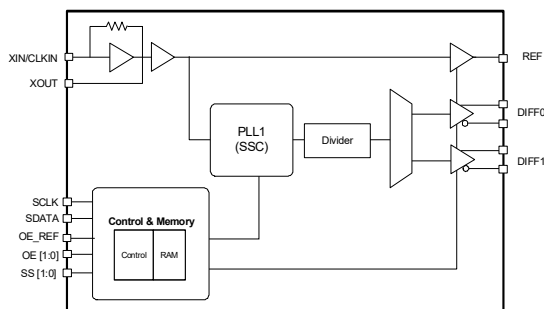 XIN/CLKIN
XOUT
REF
DIFF0
DIFF1
PLL1
(SSC)
Divider
SCLK
SDATA
OE_REF
OE [1:0]
SS [1:0]
Control & Memory
Control
RAM